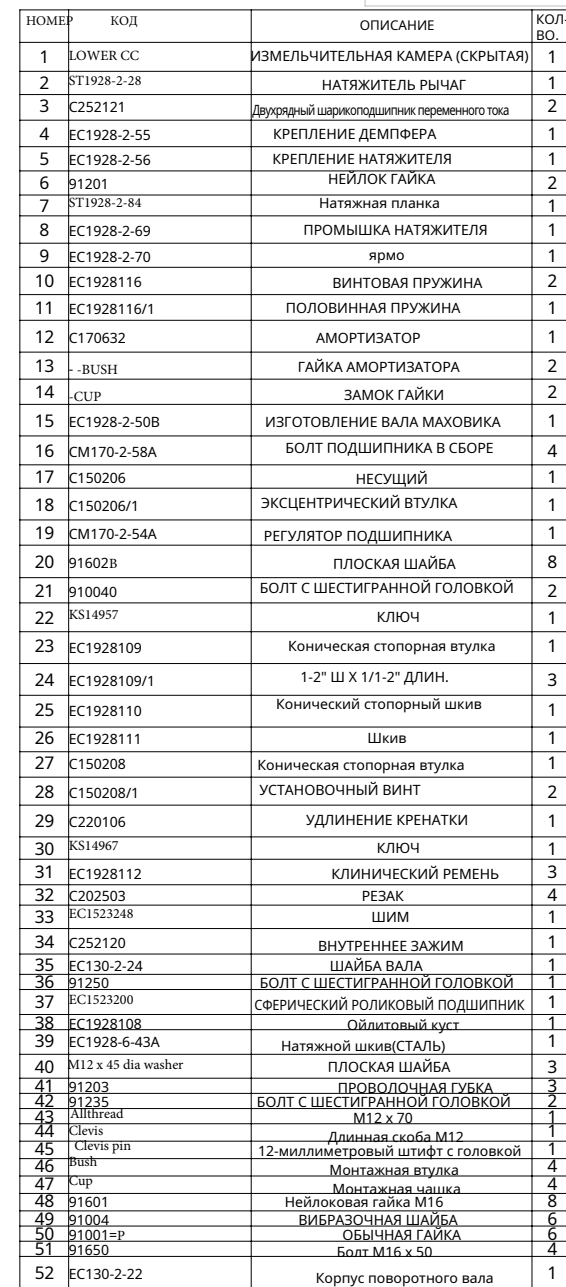 НОМЕР КОД ОПИСАНИЕ КОЛ-ВО.
1 LOWER CC ИЗМЕЛЬЧИТЕЛЬНАЯ КАМЕРА (СКРЫТАЯ) 1
2 ST1928-2-28 НАТЯЖИТЕЛЬ РЫЧАГ 1
3 C252121 Двухрядный шарикоподшипник переменного тока 2
4 EC1928-2-55 КРЕПЛЕНИЕ ДЕМПФЕРА 1
5 EC1928-2-56 КРЕПЛЕНИЕ НАТЯЖИТЕЛЯ 1
6 91201 НЕЙЛОК ГАЙКА 2
7 ST1928-2-84 Натяжная планка 1
8 EC1928-2-69 ПРОМЫШКА НАТЯЖИТЕЛЯ 1
9 EC1928-2-70 ярмо 1
10 EC1928116 ВИНТОВАЯ ПРУЖИНА 2
11 EC1928116/1 ПОЛОВИННАЯ ПРУЖИНА 1
12 C170632 АМОРТИЗАТОР 1
13 - -BUSH ГАЙКА АМОРТИЗАТОРА 2
14 -CUP ЗАМОК ГАЙКИ 2
15 EC1928-2-50B ИЗГОТОВЛЕНИЕ ВАЛА МАХОВИКА 1
16 CM170-2-58A БОЛТ ПОДШИПНИКА В СБОРЕ 4
17 C150206 НЕСУЩИЙ 1
18 C150206/1 ЭКСЦЕНТРИЧЕСКИЙ ВТУЛКА 1
19 CM170-2-54A РЕГУЛЯТОР ПОДШИПНИКА 1
20 91602B ПЛОСКАЯ ШАЙБА 8
21 910040 БОЛТ С ШЕСТИГРАННОЙ ГОЛОВКОЙ 2
22 KS14957 КЛЮЧ 1
23 EC1928109 Коническая стопорная втулка 1
24 EC1928109/1 1-2" Ш X 1/1-2" ДЛИН. 3
25 EC1928110 Конический стопорный шкив 1
26 EC1928111 Шкив 1
27 C150208 Коническая стопорная втулка 1
28 C150208/1 УСТАНОВОЧНЫЙ ВИНТ 2
29 C220106 УДЛИНЕНИЕ КРЕНАТКИ 1
30 KS14967 КЛЮЧ 1
31 EC1928112 КЛИНИЧЕСКИЙ РЕМЕНЬ 3
32 C202503 РЕЗАК 4
33 EC1523248 ШИМ 1
34 C252120 ВНУТРЕННЕЕ ЗАЖИМ 1
35 EC130-2-24 ШАЙБА ВАЛА 1
36 91250 БОЛТ С ШЕСТИГРАННОЙ ГОЛОВКОЙ 1
37 EC1523200 СФЕРИЧЕСКИЙ РОЛИКОВЫЙ ПОДШИПНИК 1
38 EC1928108 Ойлитовый куст 1
39 EC1928-6-43A Натяжной шкив(СТАЛЬ) 1
40 M12 x 45 dia washer ПЛОСКАЯ ШАЙБА 3
41 91203 ПРОВОЛОЧНАЯ ГУБКА 3
42 91235 БОЛТ С ШЕСТИГРАННОЙ ГОЛОВКОЙ 2
43 Allthread M12 x 70 1
44 Clevis Длинная скоба M12 1
45 Clevis pin 12-миллиметровый штифт с головкой 1
46 Bush Монтажная втулка 4
47 Cup Монтажная чашка 4
48 91601 Нейлоковая гайка M16 8
49 91004 ВИБРАЗОЧНАЯ ШАЙБА 6
50 91001=P ОБЫЧНАЯ ГАЙКА 6
51 91650 Болт M16 x 50 4
52 EC130-2-22 Корпус поворотного вала 1